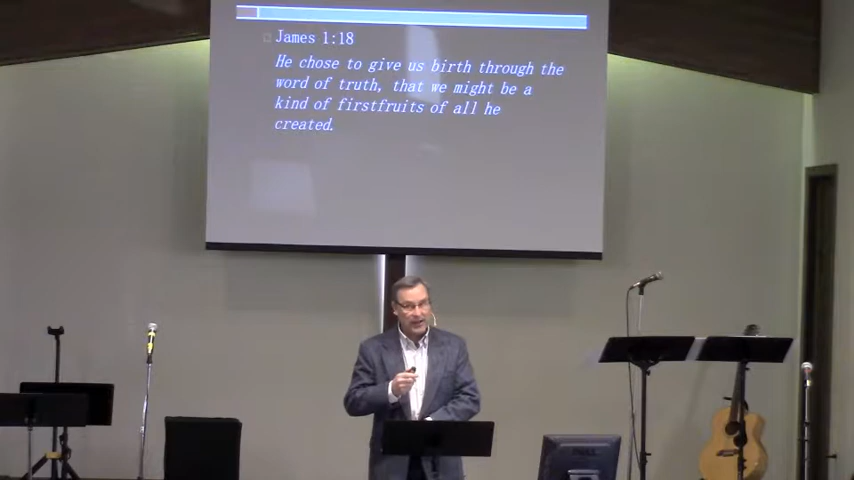 James 1:18
He chose to give us birth through the
word of truth, that we might be a
kind of firstfruits of all he
created.
DELL